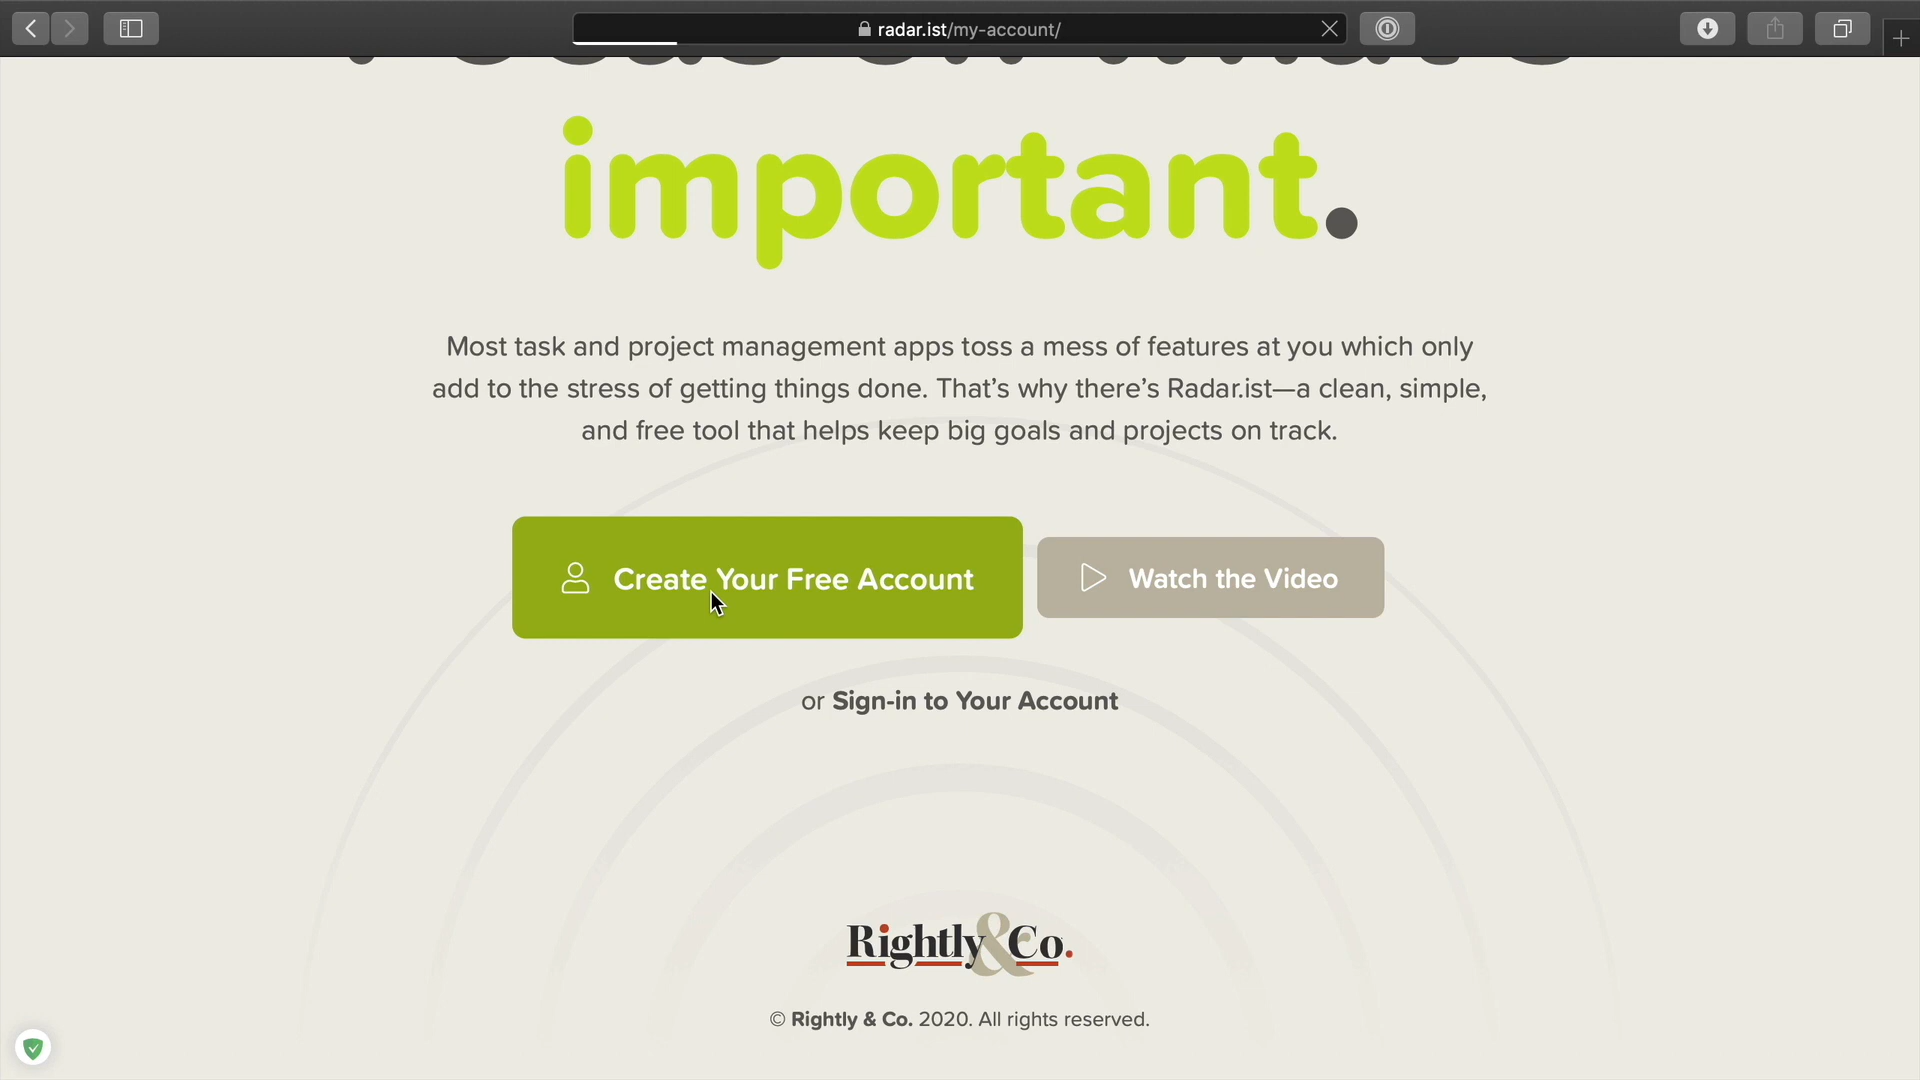 radar.ist/my-account/
important.
Most task and project management apps toss a mess of features at you which only
add to the stress of getting things done. That’s why there’s Radar.ist—a clean, simple,
and free tool that helps keep big goals and projects on track.
Create Your Free Account
Watch the Video
or Sign-in to Your Account
Rightly & Co.
© Rightly & Co. 2020. All rights reserved.